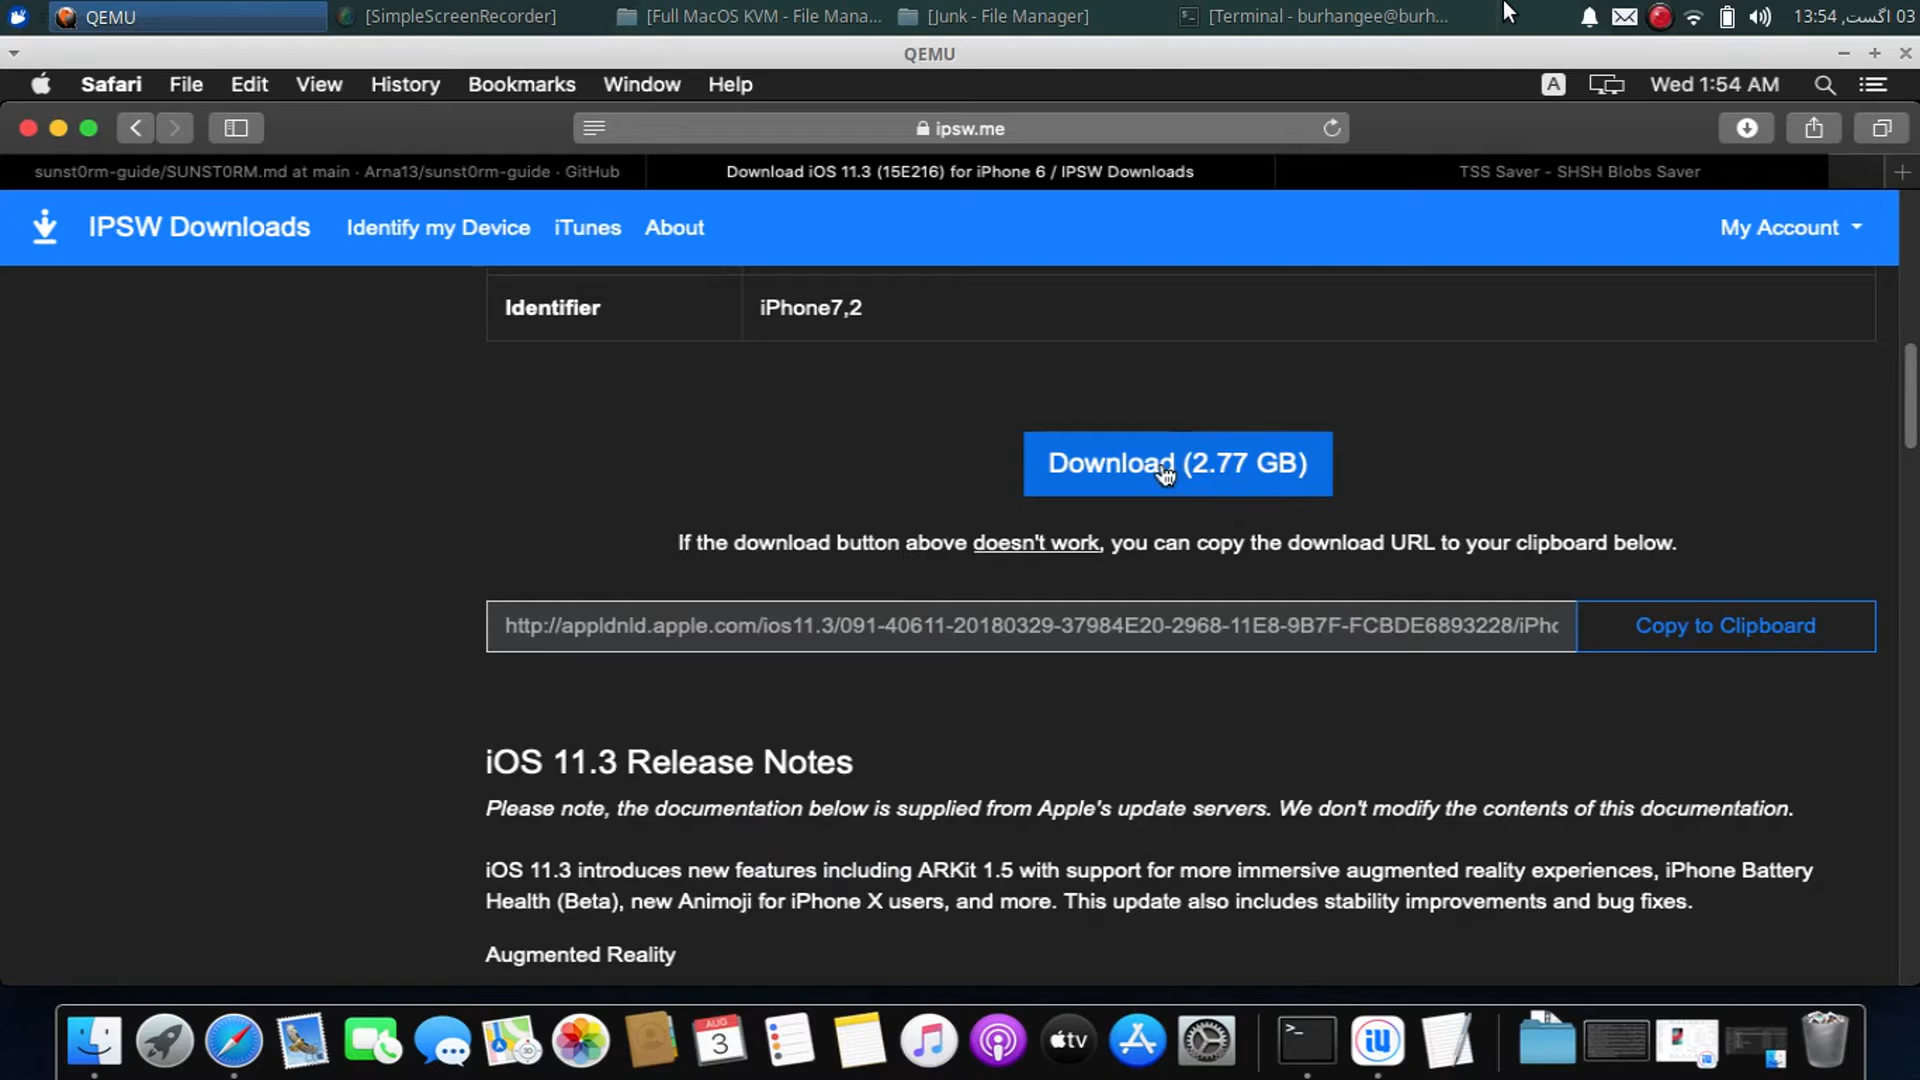 QEMU
[SimpleScreenRecorder]
[Full MacOS KVM - File Mana...
[Junk - File Manager]
[Terminal - burhangee@burh...
03 اگست, 13:54
QEMU
Safari File Edit View History Bookmarks Window Help
A
Wed 1:54 AM
ipsw.me
sunst0rm-guide/SUNST0RM.md at main · Arna13/sunst0rm-guide · GitHub
Download iOS 11.3 (15E216) for iPhone 6 / IPSW Downloads
TSS Saver - SHSH Blobs Saver
IPSW Downloads
Identify my Device iTunes About
My Account
Identifier iPhone7,2
Download (2.77 GB)
If the download button above doesn't work, you can copy the download URL to your clipboard below.
http://appldnld.apple.com/ios11.3/091-40611-20180329-37984E20-2968-11E8-9B7F-FCBDE6893228/iPho
Copy to Clipboard
iOS 11.3 Release Notes
Please note, the documentation below is supplied from Apple's update servers. We don't modify the contents of this documentation.
iOS 11.3 introduces new features including ARKit 1.5 with support for more immersive augmented reality experiences, iPhone Battery
Health (Beta), new Animoji for iPhone X users, and more. This update also includes stability improvements and bug fixes.
Augmented Reality
AUG
3
tv
iU